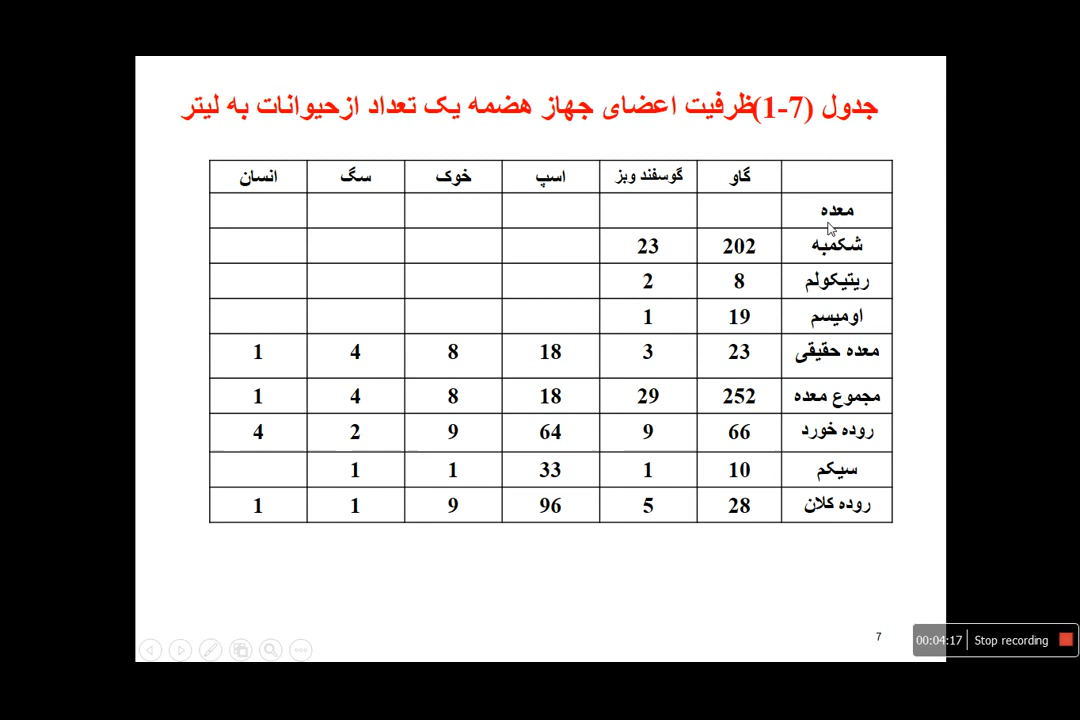 جدول (7-1)ظرفیت اعضای جهاز هضمه یک تعداد ازحیوانات به لیتر
گاو گوسفند وبز اسپ خوک سگ انسان
معده
شکمبه 202 23
ریتیکولم 8 2
اومیسم 19 1
معده حقیقی 23 3 18 8 4 1
مجموع معده 252 29 18 8 4 1
روده خورد 66 9 64 9 2 4
سیکم 10 1 33 1 1
روده کلان 28 5 96 9 1 1
7
00:04:17 Stop recording